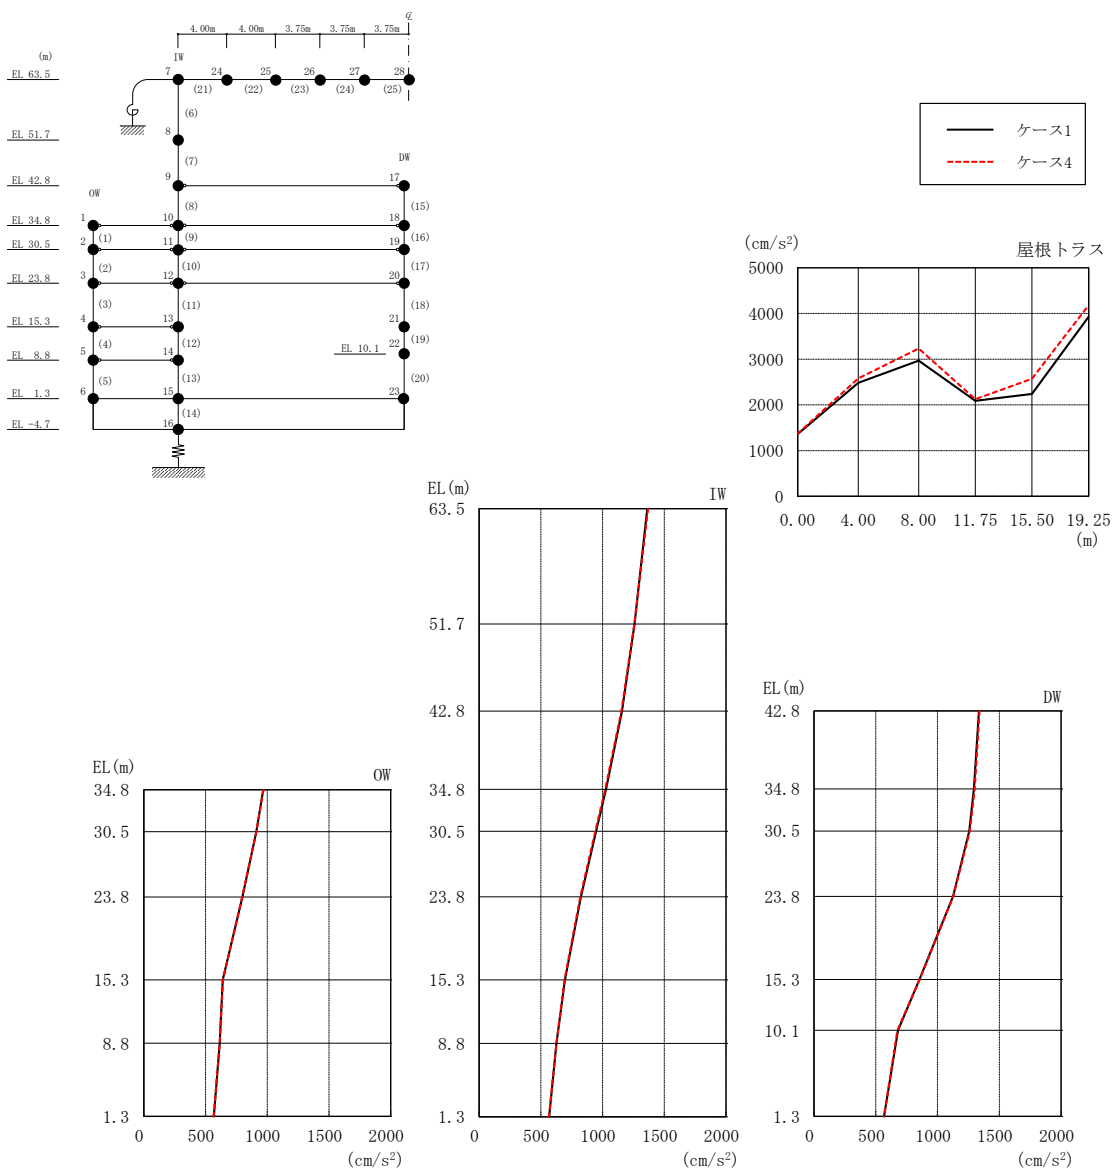 ℄
4.00m 4.00m 3.75m 3.75m 3.75m
(m)
IW
EL 63.5 7 24 25 26 27 28
(21) (22) (23) (24) (25)
(6)
EL 51.7 8
(7) DW
EL 42.8 9 17
OW (8) (15)
EL 34.8 1 10 18
(1) (9) (16)
EL 30.5 2 11 19
(2) (10) (17)
EL 23.8 3 12 20
(3) (11) (18)
EL 15.3 4 13 21
(4) (12) (19)
EL 10.1 22
EL 8.8 5 14
(5) (13) (20)
EL 1.3 6 15 23
(14)
EL -4.7 16
ケース1
ケース4
(cm/s²) 屋根トラス
5000
4000
3000
2000
1000
0
0.00 4.00 8.00 11.75 15.50 19.25
(m)
EL(m) IW
63.5
51.7
42.8
34.8
30.5
23.8
15.3
8.8
1.3
0 500 1000 1500 2000
(cm/s²)
EL(m) OW
34.8
30.5
23.8
15.3
8.8
1.3
0 500 1000 1500 2000
(cm/s²)
EL(m) DW
42.8
34.8
30.5
23.8
15.3
10.1
1.3
0 500 1000 1500 2000
(cm/s²)